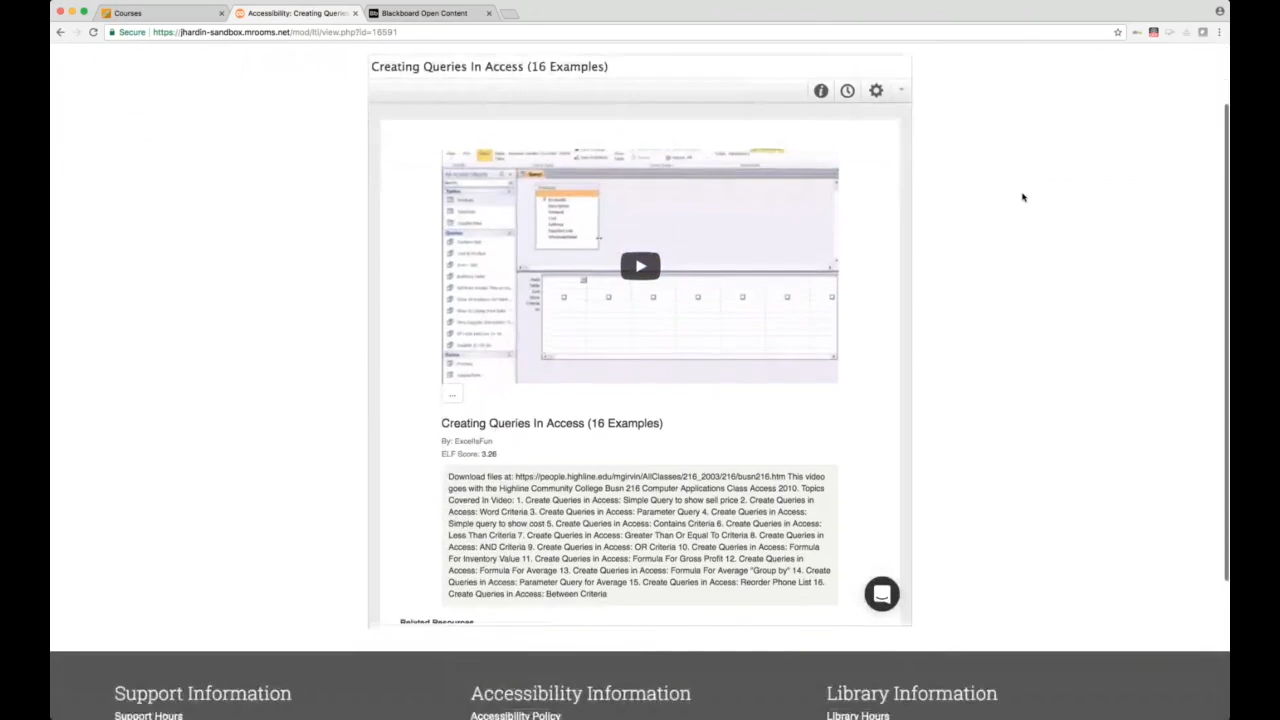 Courses
Accessibility: Creating Querie
Blackboard Open Content
Secure https://jhardin-sandbox.mrooms.net/mod/lti/view.php?id=16591
Creating Queries In Access (16 Examples)
...
Creating Queries In Access (16 Examples)
By: ExcelIsFun
ELF Score: 3.26
Download files at: https://people.highline.edu/mgirvin/AllClasses/216_2003/216/busn216.htm This video
goes with the Highline Community College Busn 216 Computer Applications Class Access 2010. Topics
Covered In Video: 1. Create Queries in Access: Simple Query to show sell price 2. Create Queries in
Access: Word Criteria 3. Create Queries in Access: Parameter Query 4. Create Queries in Access:
Simple query to show cost 5. Create Queries in Access: Contains Criteria 6. Create Queries in Access:
Less Than Criteria 7. Create Queries in Access: Greater Than Or Equal To Criteria 8. Create Queries in
Access: AND Criteria 9. Create Queries in Access: OR Criteria 10. Create Queries in Access: Formula
For Inventory Value 11. Create Queries in Access: Formula For Gross Profit 12. Create Queries in
Access: Formula For Average 13. Create Queries in Access: Formula For Average "Group by" 14. Create
Queries in Access: Parameter Query for Average 15. Create Queries in Access: Reorder Phone List 16.
Create Queries in Access: Between Criteria
Related Resources
Support Information
Accessibility Information
Library Information
Support Hours
Accessibility Policy
Library Hours